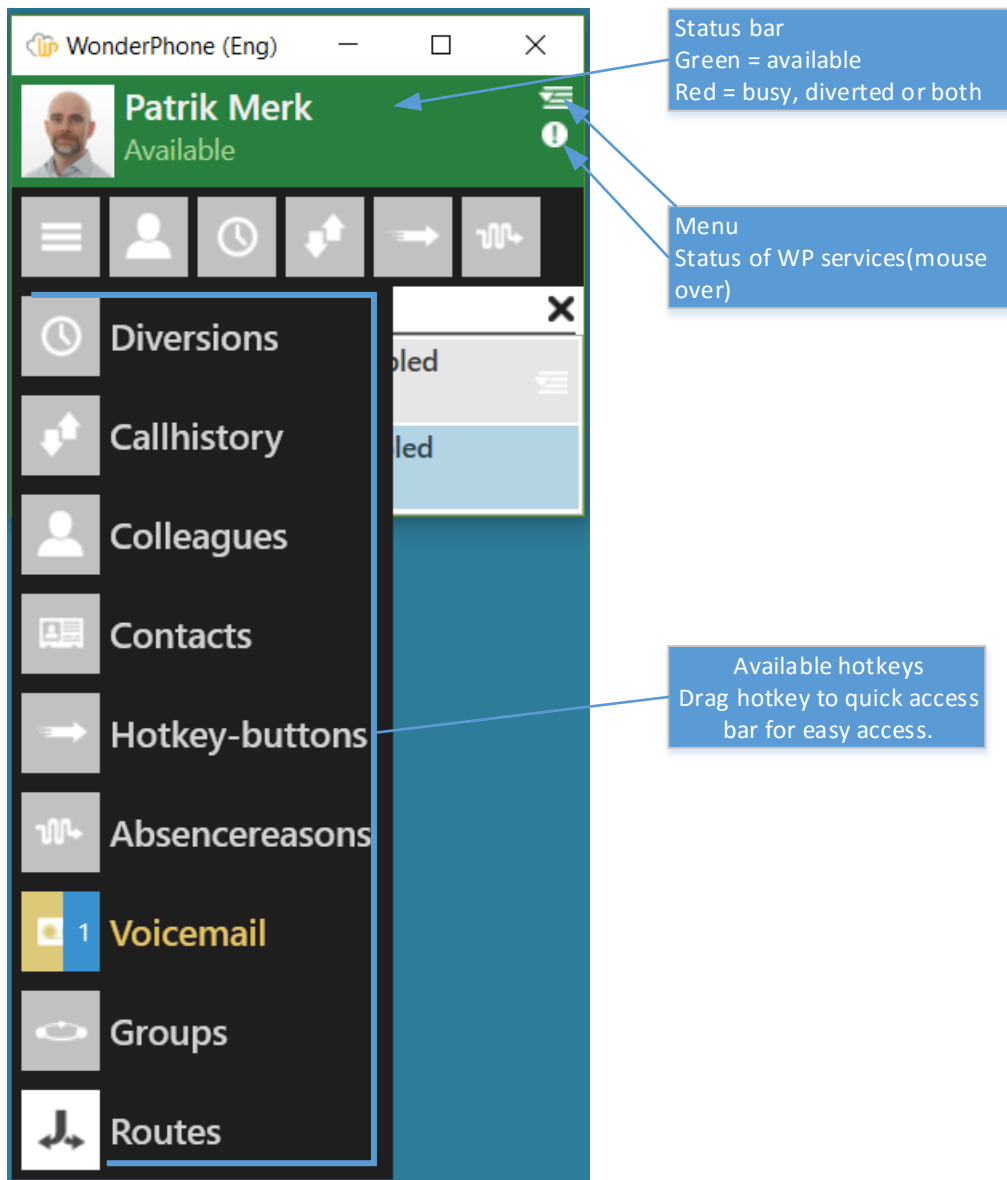 WonderPhone (Eng)
Patrik Merk
Available
Status bar
Green = available
Red = busy, diverted or both
Menu
Status of WP services(mouse
over)
Diversions
Callhistory
Colleagues
Contacts
Hotkey-buttons
Absencereasons
1
Voicemail
Groups
Routes
Available hotkeys
Drag hotkey to quick access
bar for easy access.